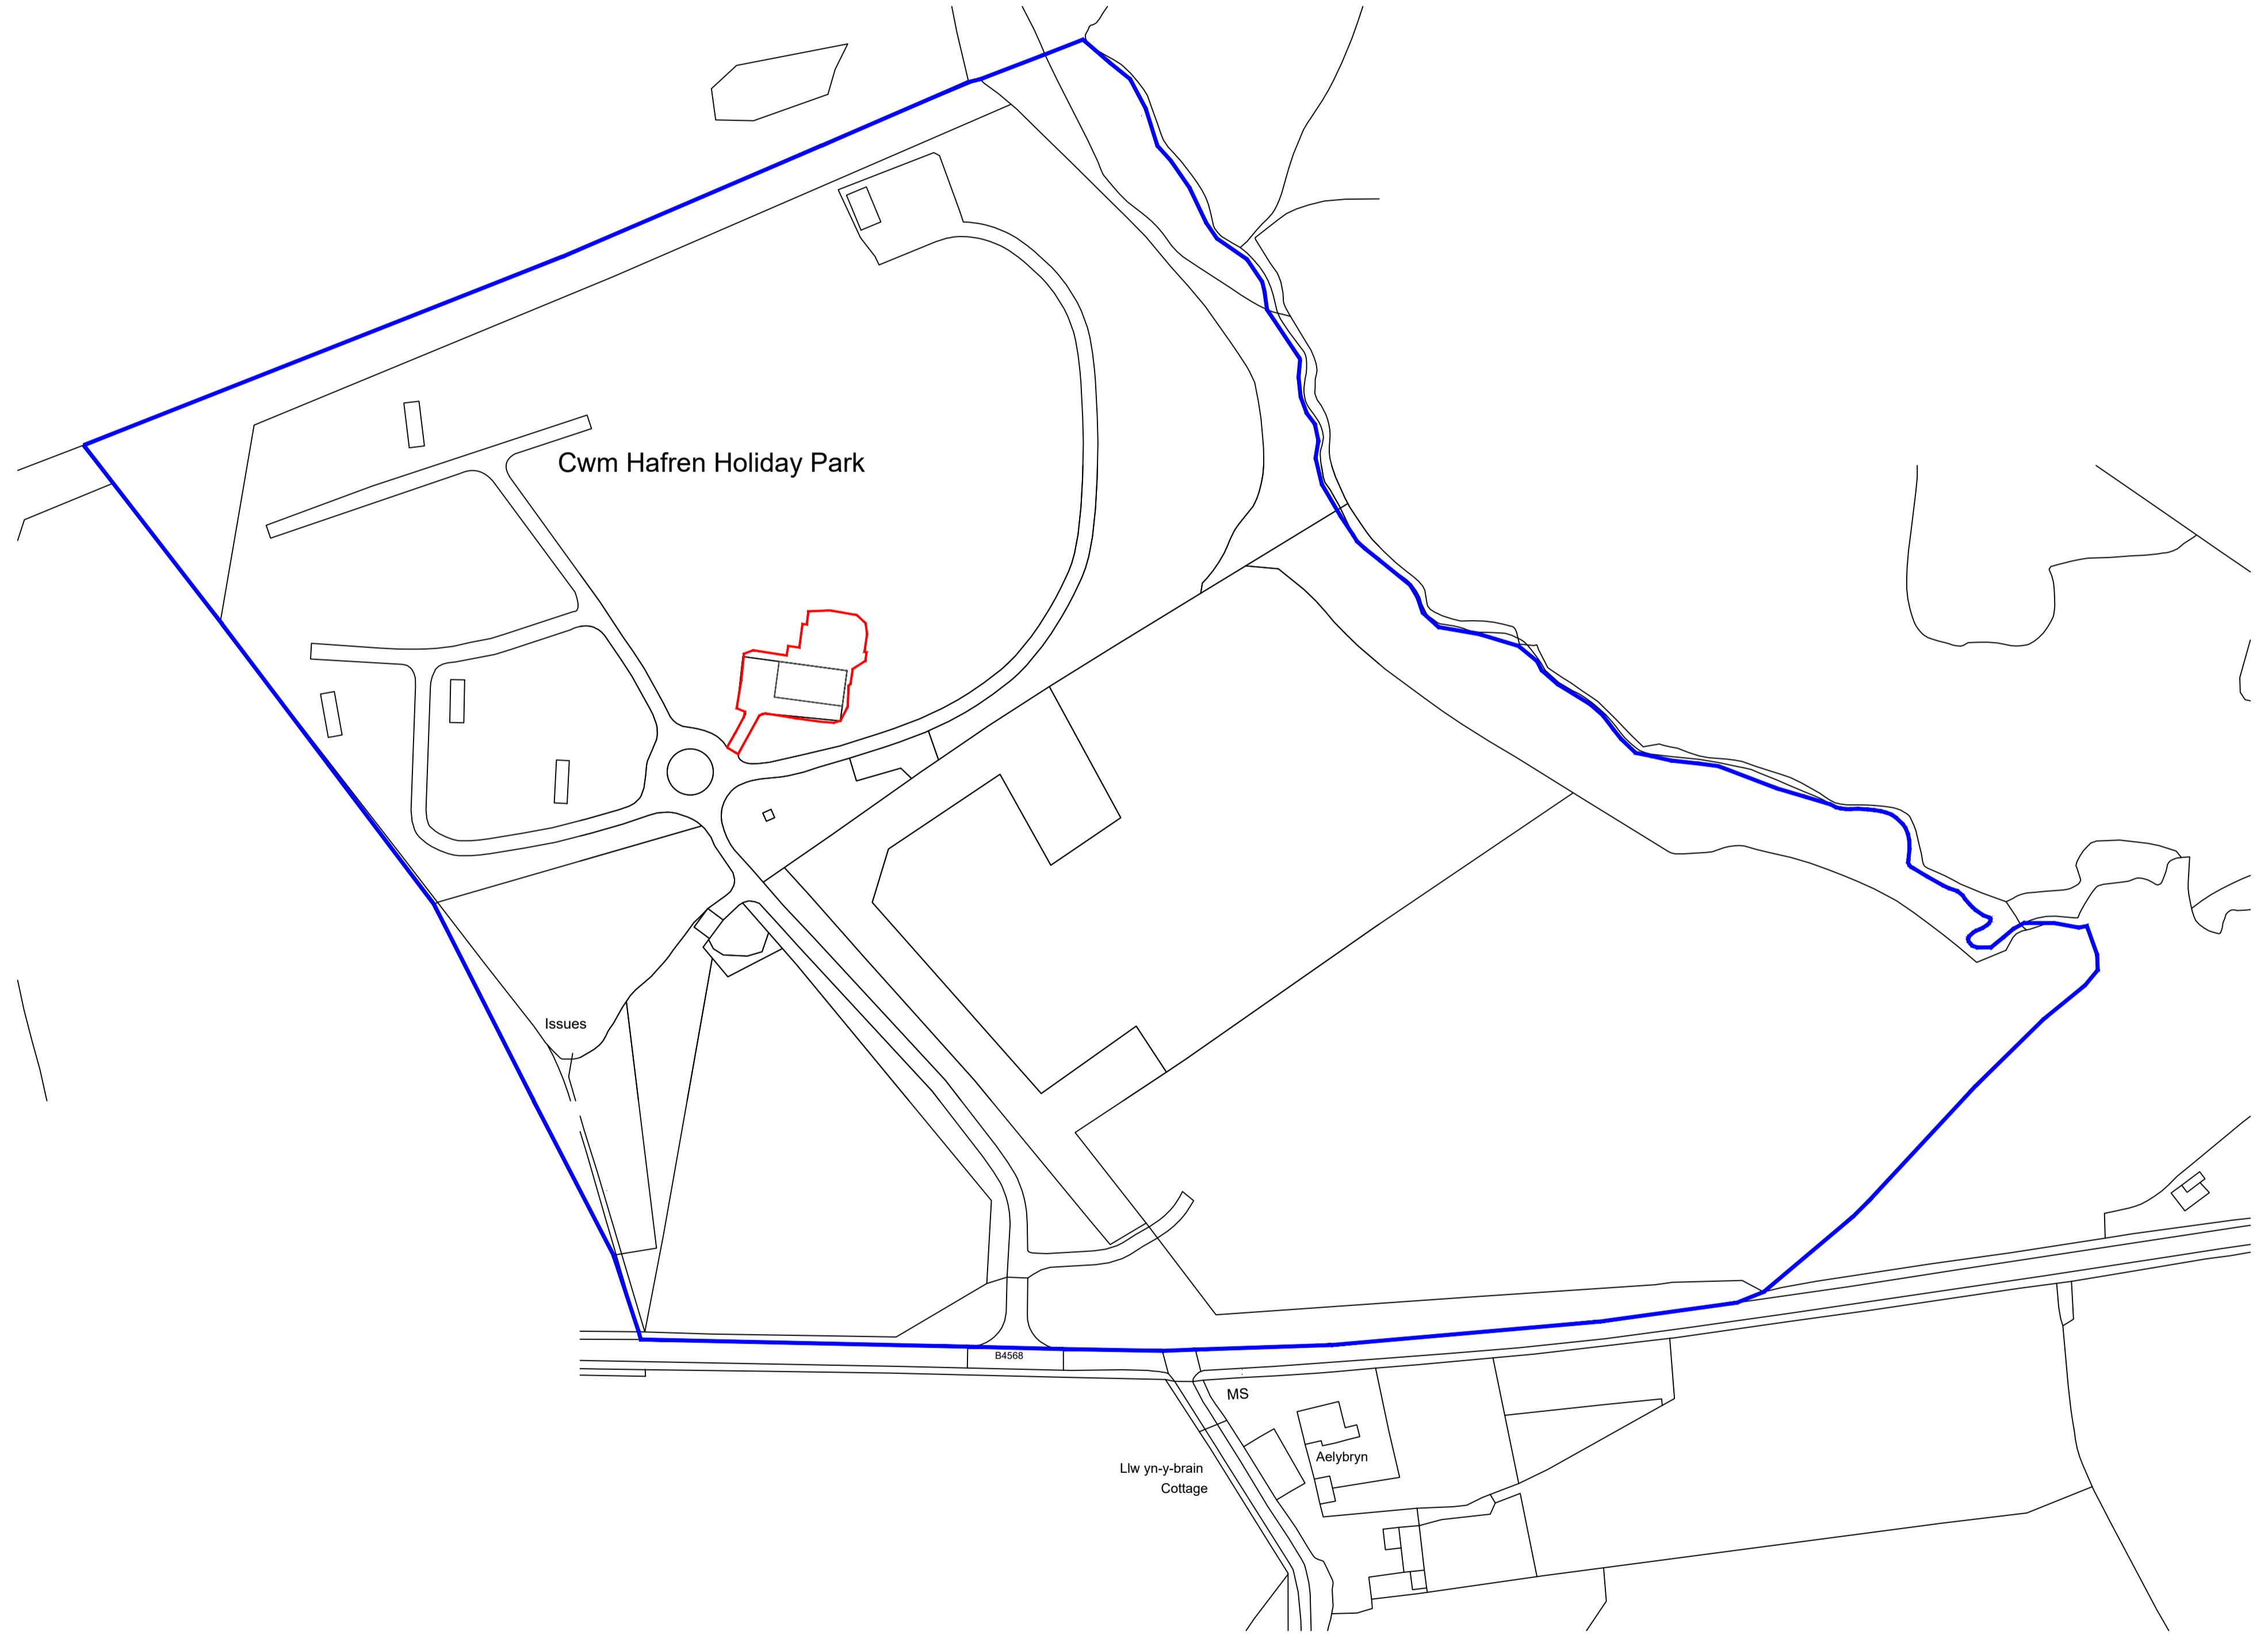 Cwm Hafren Holiday Park
Issues
B4568
MS
Aelybryn
Llw yn-y-brain
Cottage